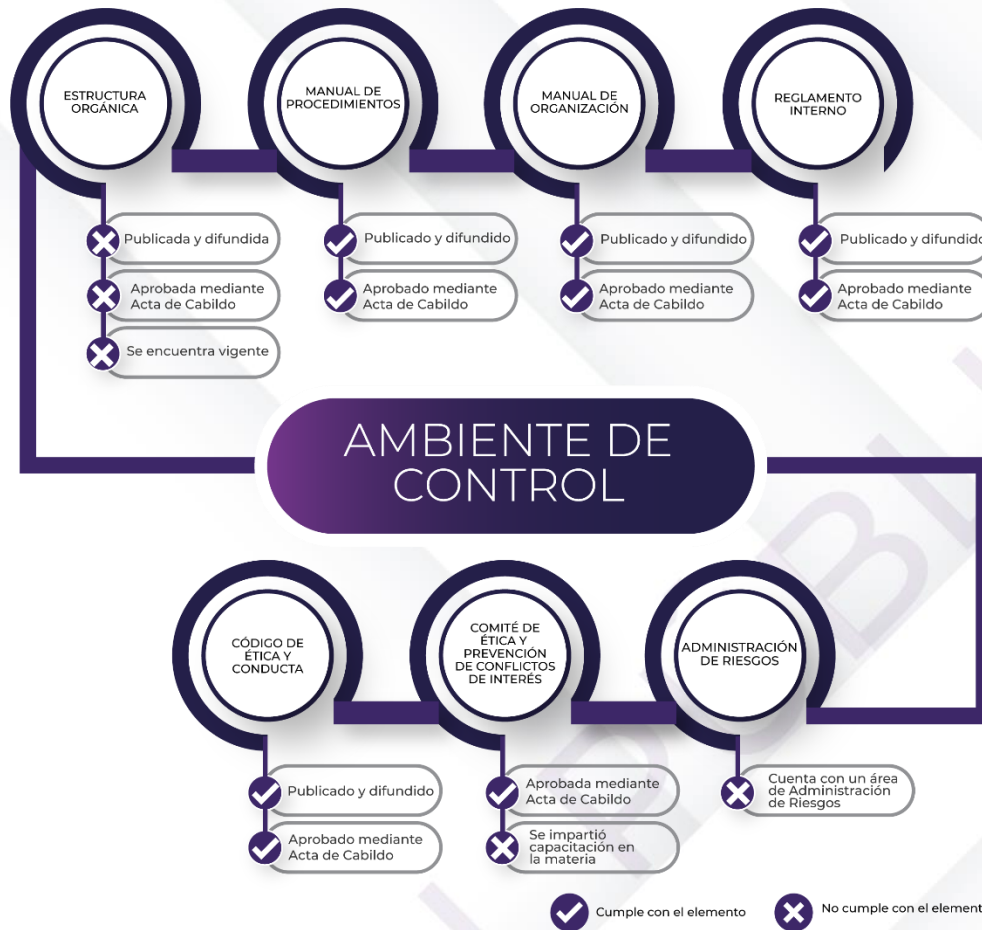 ESTRUCTURA
ORGÁNICA
Publicada y difundida
Aprobada mediante
Acta de Cabildo
Se encuentra vigente
MANUAL DE
PROCEDIMIENTOS
Publicado y difundido
Aprobado mediante
Acta de Cabildo
MANUAL DE
ORGANIZACIÓN
Publicado y difundido
Aprobado mediante
Acta de Cabildo
REGLAMENTO
INTERNO
Publicado y difundido
Aprobado mediante
Acta de Cabildo
AMBIENTE DE
CONTROL
CÓDIGO DE
ÉTICA Y
CONDUCTA
Publicado y difundido
Aprobado mediante
Acta de Cabildo
COMITÉ DE
ÉTICA Y
PREVENCIÓN
DE CONFLICTOS
DE INTERÉS
Aprobada mediante
Acta de Cabildo
Se impartió
capacitación en
la materia
ADMINISTRACIÓN
DE RIESGOS
Cuenta con un área
de Administración
de Riesgos
Cumple con el elemento
No cumple con el element